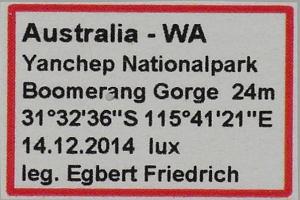 Australia - WA
Yanchep Nationalpark
Boomerang Gorge 24m
31°32'36"S 115°41'21"E
14.12.2014 lux
leg. Egbert Friedrich